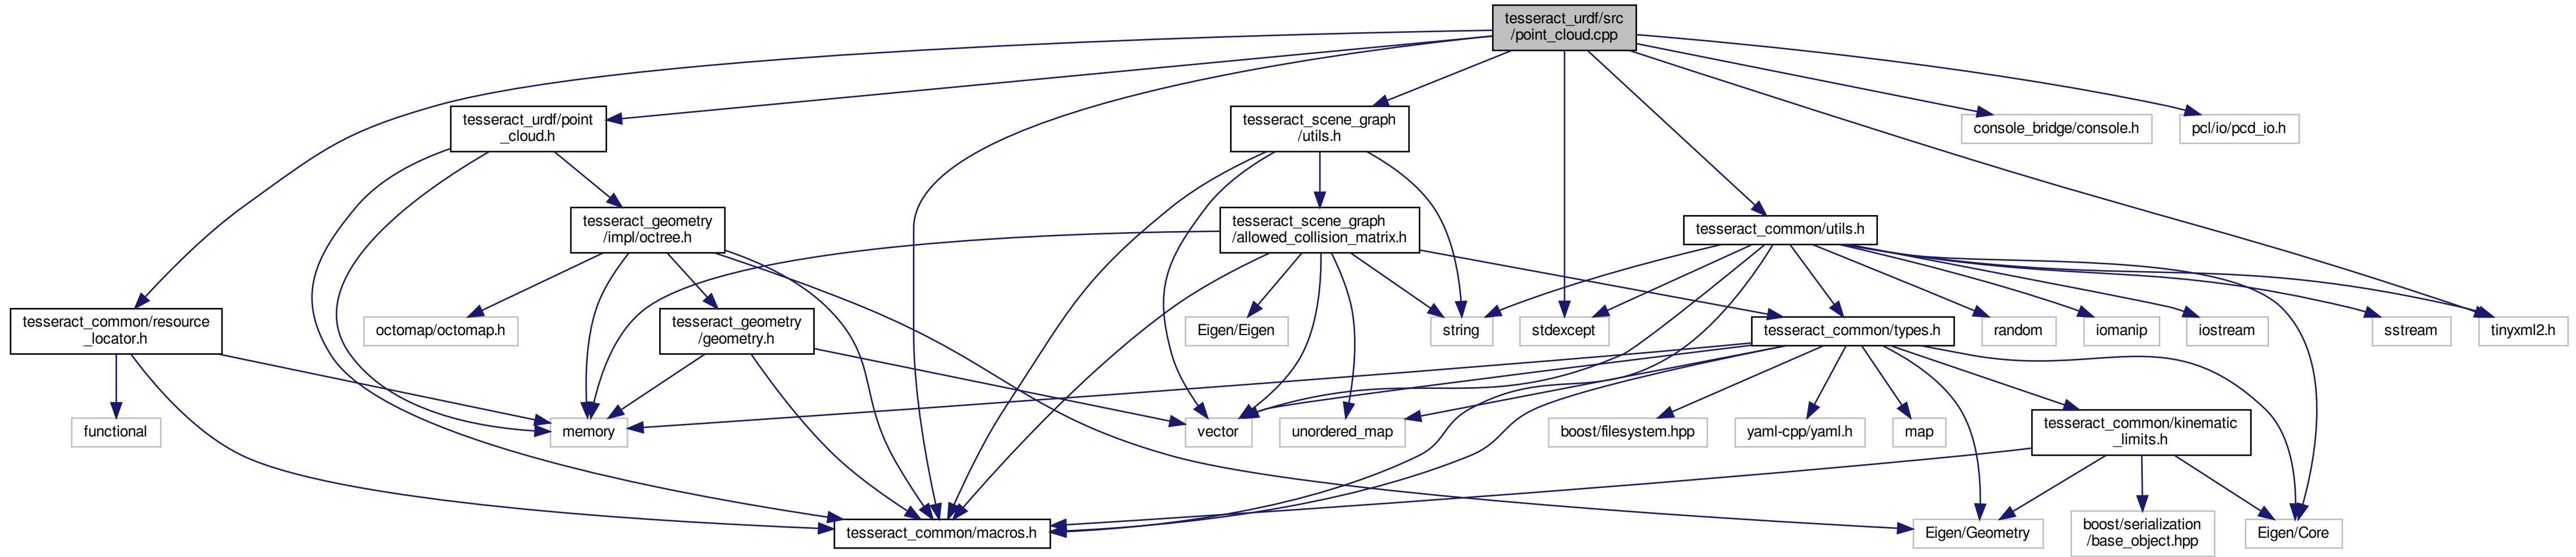 tesseract_urdf/src
/point_cloud.cpp
tesseract_urdf/point
_cloud.h
tesseract_scene_graph
/utils.h
console_bridge/console.h
pcl/io/pcd_io.h
tesseract_geometry
/impl/octree.h
tesseract_scene_graph
/allowed_collision_matrix.h
tesseract_common/utils.h
tesseract_common/resource
_locator.h
octomap/octomap.h
tesseract_geometry
/geometry.h
Eigen/Eigen
string
stdexcept
tesseract_common/types.h
random
iomanip
iostream
sstream
tinyxml2.h
functional
memory
vector
unordered_map
boost/filesystem.hpp
yaml-cpp/yaml.h
map
tesseract_common/kinematic
_limits.h
tesseract_common/macros.h
Eigen/Geometry
boost/serialization
/base_object.hpp
Eigen/Core